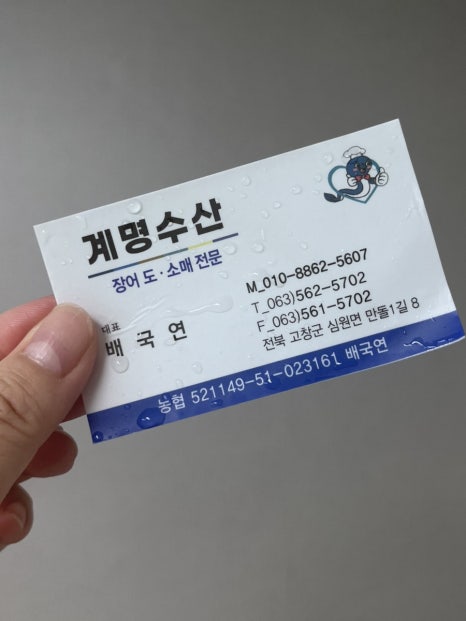 계명수산
장어 도·소매 전문
대표
배 국 연
M_010-8862-5607
T_063)562-5702
F_063)561-5702
전북 고창군 심원면 만돌1길 8
농협 521149-51-023161 배국연